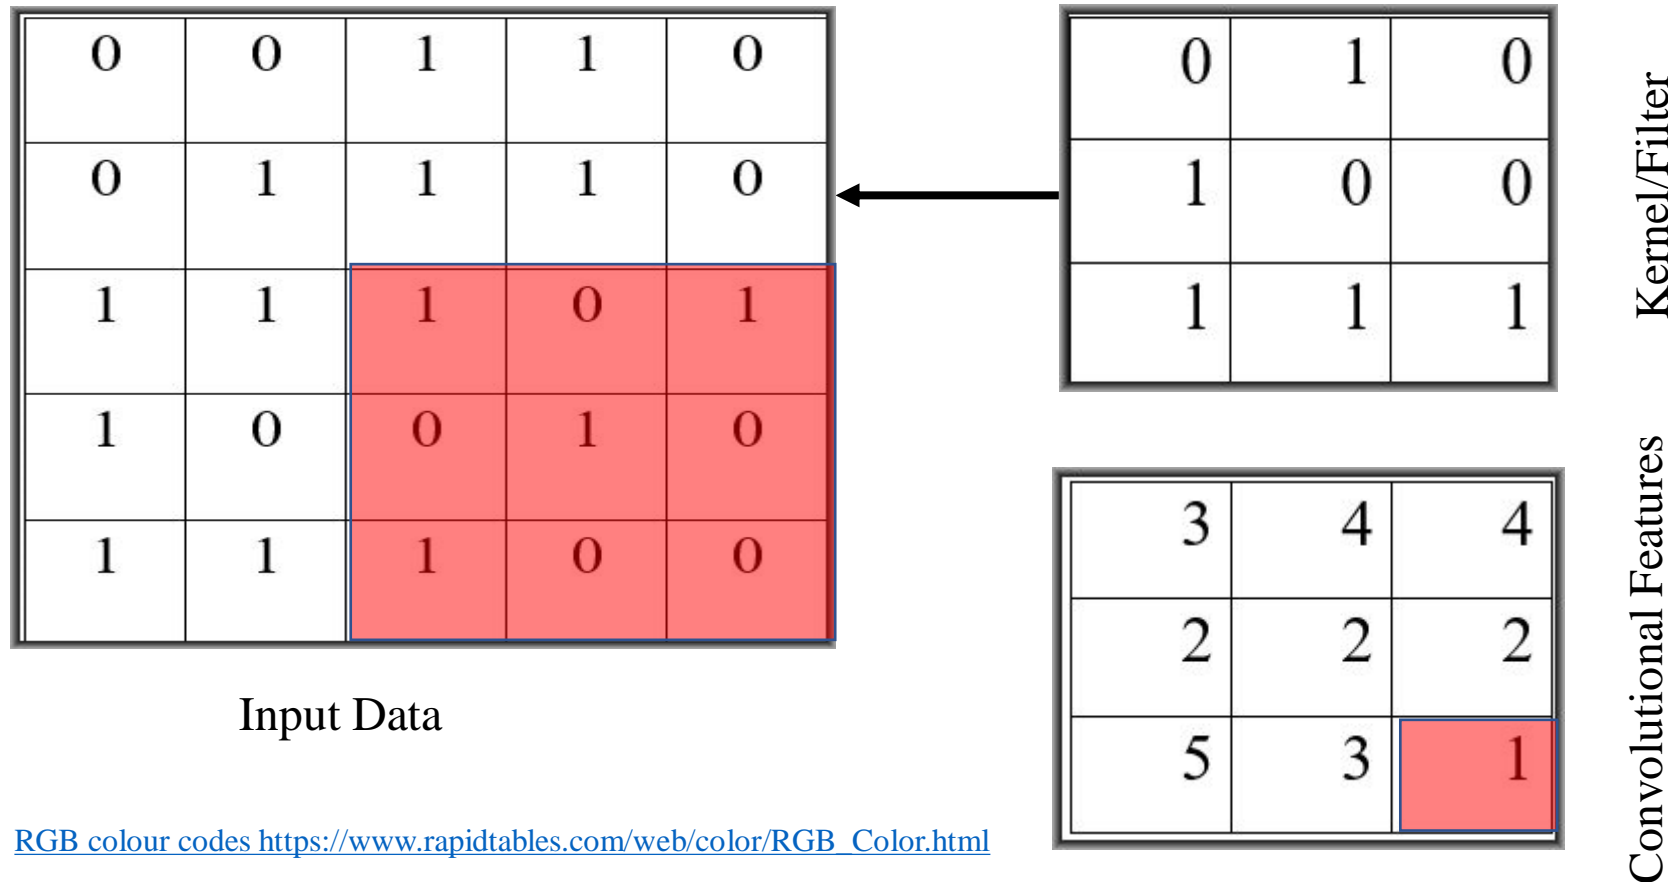 0 0 1 1 0
0 1 1 1 0
1 1 1 0 1
1 0 0 1 0
1 1 1 0 0
Input Data
RGB colour codes https://www.rapidtables.com/web/color/RGB_Color.html
0 1 0
1 0 0
1 1 1
Kernel/Filter
3 4 4
2 2 2
5 3 1
Convolutional Features